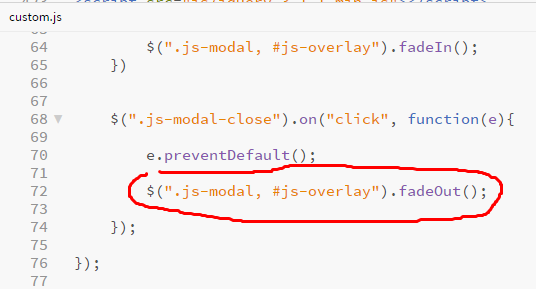 custom.js
64 $(".js-modal, #js-overlay").fadeIn();
65 })
66
67
68 $(".js-modal-close").on("click", function(e){
69
70 e.preventDefault();
71
72 $(".js-modal, #js-overlay").fadeOut();
73
74 });
75
76 });
77